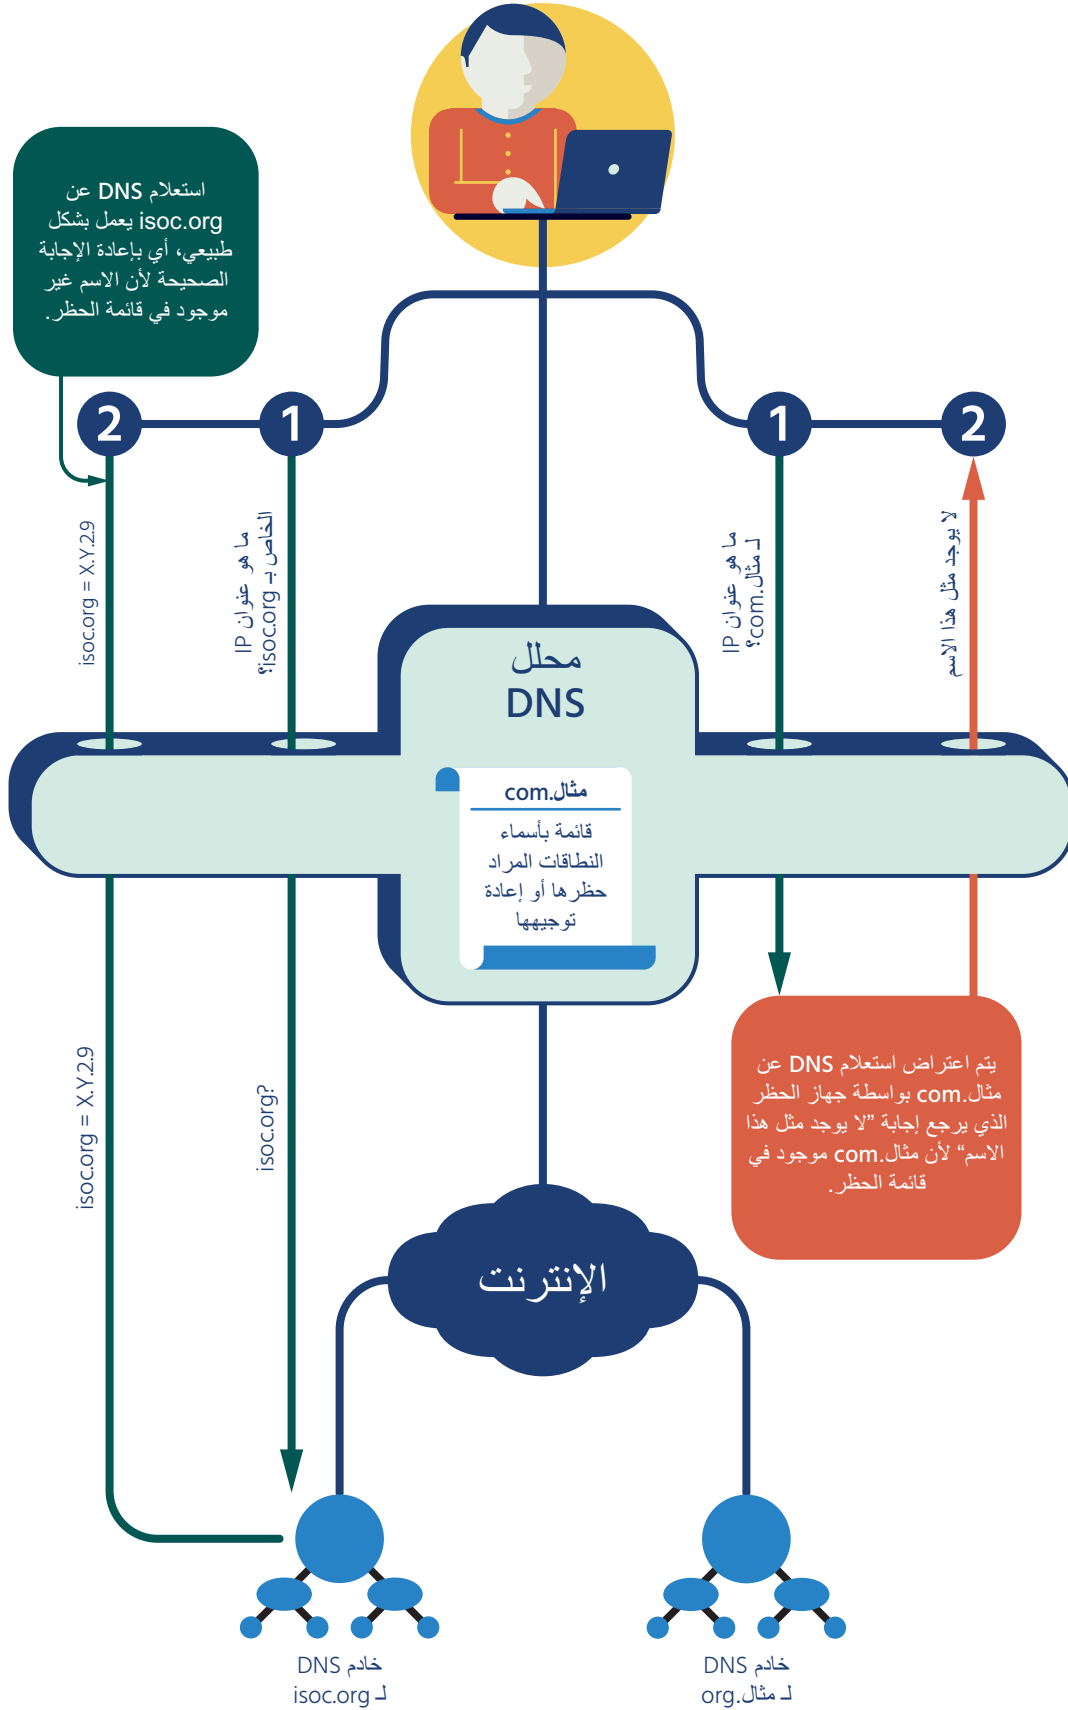 استعلام DNS عن
isoc.org يعمل بشكل
طبيعي، أي بإعادة الإجابة
الصحيحة لأن الاسم غير
موجود في قائمة الحظر.
2
1
1
2
isoc.org = X.Y.2.9
ما هو عنوان IP
الخاص بـ isoc.org؟
ما هو عنوان IP
لـ مثال.com؟
لا يوجد مثل هذا الاسم
محلل
DNS
مثال.com
قائمة بأسماء
النطاقات المراد
حظرها أو إعادة
توجيهها
isoc.org = X.Y.2.9
isoc.org?
يتم اعتراض استعلام DNS عن
مثال.com بواسطة جهاز الحظر
الذي يرجع إجابة ”لا يوجد مثل هذا
الاسم“ لأن مثال.com موجود في
قائمة الحظر.
الإنترنت
خادم DNS
لـ isoc.org
خادم DNS
لـ مثال.org